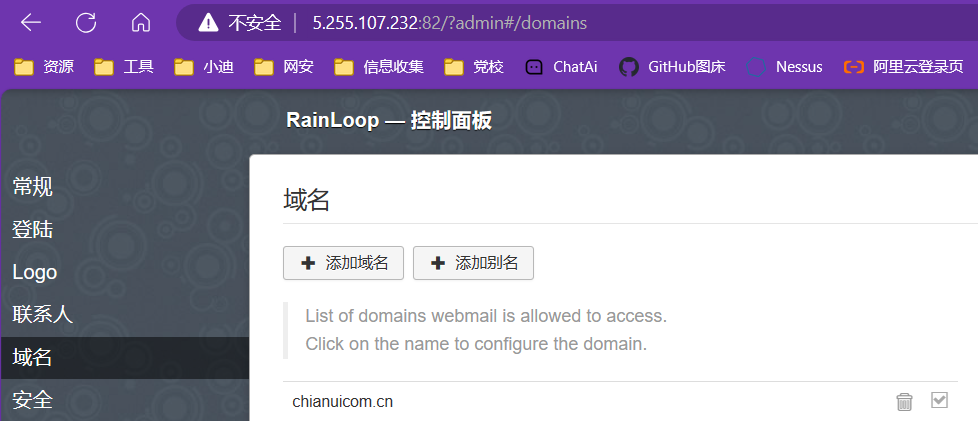 不安全 | 5.255.107.232:82/?admin#/domains
资源 工具 小迪 网安 信息收集 党校 ChatAi GitHub图床 Nessus 阿里云登录页
RainLoop — 控制面板
常规
域名
登陆
添加域名 添加别名
Logo
联系人
List of domains webmail is allowed to access.
Click on the name to configure the domain.
域名
安全
chianuicom.cn